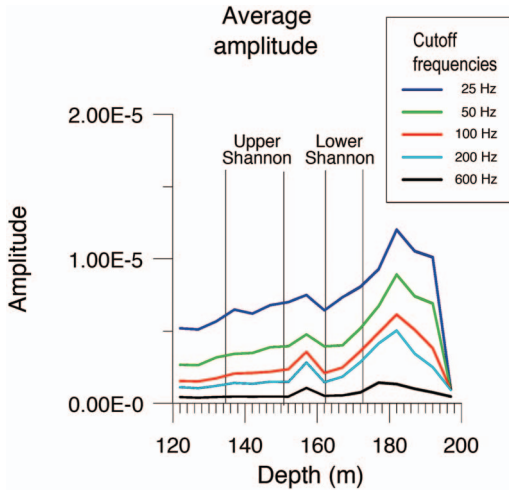 Average
amplitude
Cutoff
frequencies
25 Hz
50 Hz
100 Hz
200 Hz
600 Hz
2.00E-5
Upper
Shannon
Lower
Shannon
1.00E-5
Amplitude
0.00E-0
120 140 160 180 200
Depth (m)